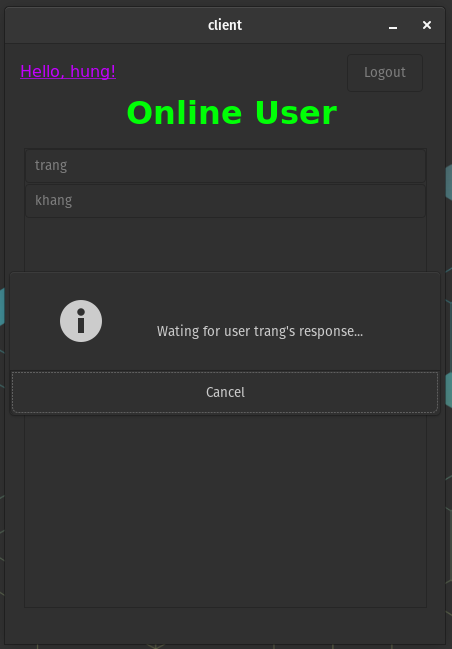 client
Hello, hung!
Logout
Online User
trang
khang
Wating for user trang's response...
Cancel